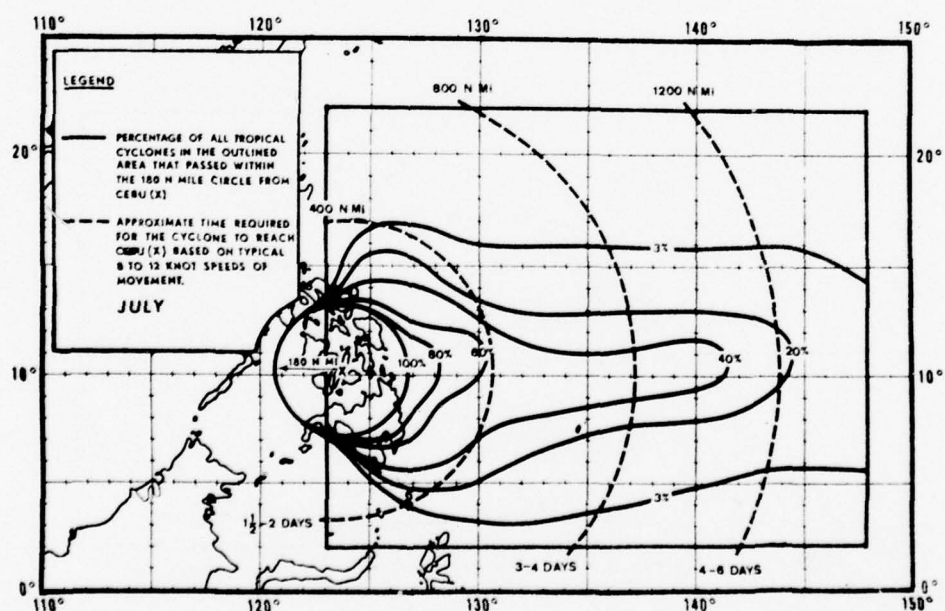 110° 120° 130° 140° 150°
LEGEND
PERCENTAGE OF ALL TROPICAL
CYCLONES IN THE OUTLINED
AREA THAT PASSED WITHIN
THE 180 N MILE CIRCLE FROM
CEBU (X)
APPROXIMATE TIME REQUIRED
FOR THE CYCLONE TO REACH
(X) BASED ON TYPICAL
8 TO 12 KNOT SPEEDS OF
MOVEMENT.
JULY
800 N Mi 1200 N Mi
20° 20°
400 N Mi
3%
180 N MI 100% 80% 60% 40% 20%
10° 10°
3%
1½-2 DAYS
3-4 DAYS 4-6 DAYS
0° 0°
110° 120° 130° 140° 150°